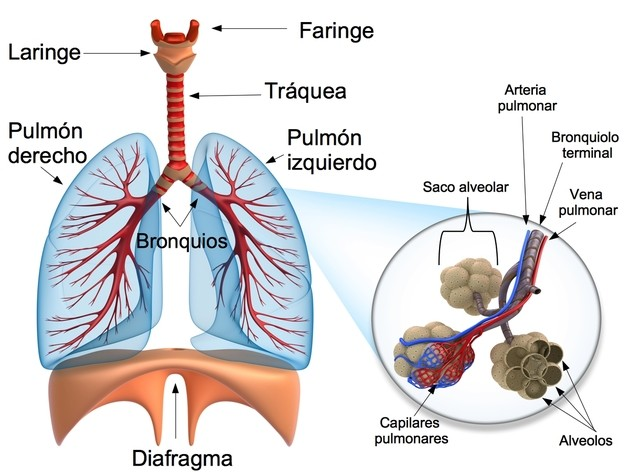 Faringe
Laringe
Tráquea
Pulmón
derecho
Pulmón
izquierdo
Bronquios
Diafragma
Arteria
pulmonar
Bronquiolo
terminal
Vena
pulmonar
Saco alveolar
Capilares
pulmonares
Alveolos